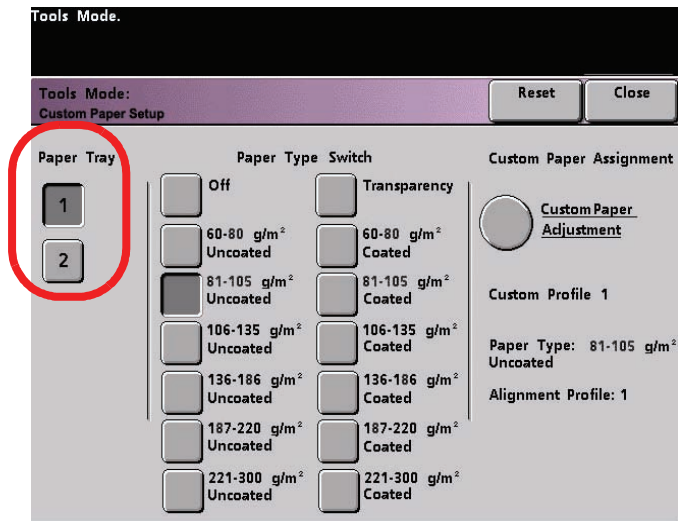 Tools Mode.
Tools Mode:
Custom Paper Setup
Reset
Close
Paper Tray
1
2
Paper Type Switch
Off
Transparency
60-80 g/m²
Uncoated
60-80 g/m²
Coated
81-105 g/m²
Uncoated
81-105 g/m²
Coated
106-135 g/m²
Uncoated
106-135 g/m²
Coated
136-186 g/m²
Uncoated
136-186 g/m²
Coated
187-220 g/m²
Uncoated
187-220 g/m²
Coated
221-300 g/m²
Uncoated
221-300 g/m²
Coated
Custom Paper Assignment
Custom Paper
Adjustment
Custom Profile 1
Paper Type: 81-105 g/m²
Uncoated
Alignment Profile: 1